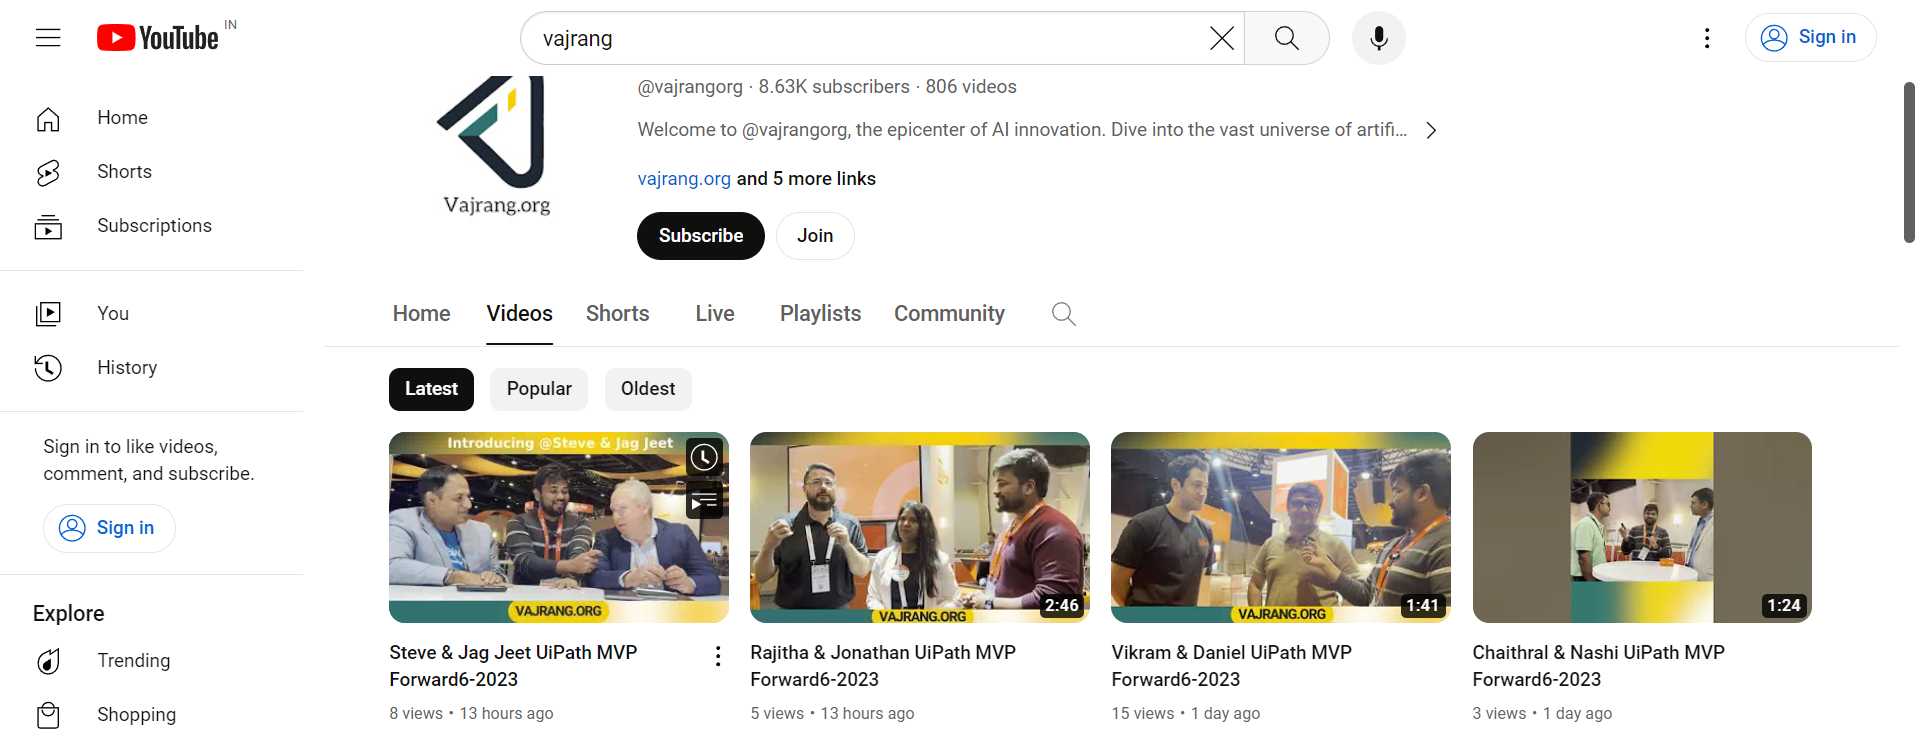 YouTube IN
vajrang
Sign in
Home
Shorts
Subscriptions
You
History
Sign in to like videos,
comment, and subscribe.
Sign in
Explore
Trending
Shopping
Vajrang.org
@vajrangorg · 8.63K subscribers · 806 videos
Welcome to @vajrangorg, the epicenter of AI innovation. Dive into the vast universe of artifi...
vajrang.org and 5 more links
Subscribe Join
Home Videos Shorts Live Playlists Community
Latest Popular Oldest
Introducing @Steve & Jag Jeet
VAJRANG.ORG
Steve & Jag Jeet UiPath MVP
Forward6-2023
8 views • 13 hours ago
VAJRANG.ORG
2:46
Rajitha & Jonathan UiPath MVP
Forward6-2023
5 views • 13 hours ago
VAJRANG.ORG
1:41
Vikram & Daniel UiPath MVP
Forward6-2023
15 views • 1 day ago
1:24
Chaithral & Nashi UiPath MVP
Forward6-2023
3 views • 1 day ago